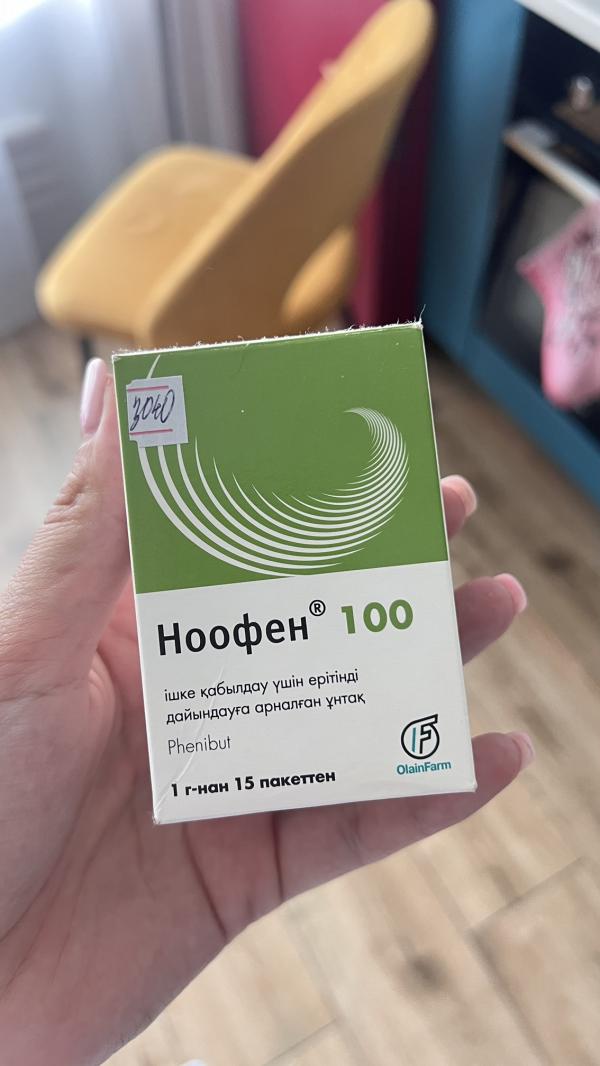 3040
Ноофен® 100
ішке қабылдау үшін ерітінді
дайындауға арналған ұнтақ
Phenibut
1 г-нан 15 пакеттен
OlainFarm